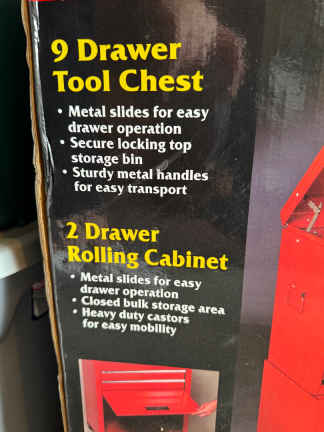 9 Drawer
Tool Chest
• Metal slides for easy
drawer operation
• Secure locking top
storage bin
• Sturdy metal handles
for easy transport
2 Drawer
Rolling Cabinet
• Metal slides for easy
drawer operation
• Closed bulk storage area
• Heavy duty castors
for easy mobility